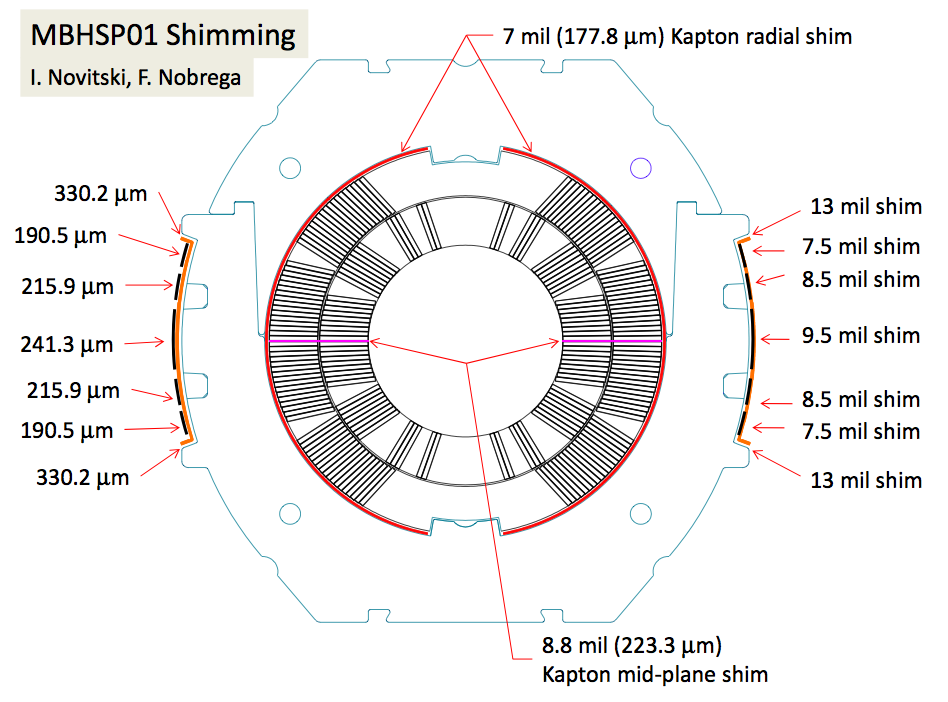 MBHSP01 Shimming
I. Novitski, F. Nobrega
7 mil (177.8 µm) Kapton radial shim
330.2 µm
190.5 µm
215.9 µm
241.3 µm
215.9 µm
190.5 µm
330.2 µm
13 mil shim
7.5 mil shim
8.5 mil shim
9.5 mil shim
8.5 mil shim
7.5 mil shim
13 mil shim
8.8 mil (223.3 µm)
Kapton mid-plane shim